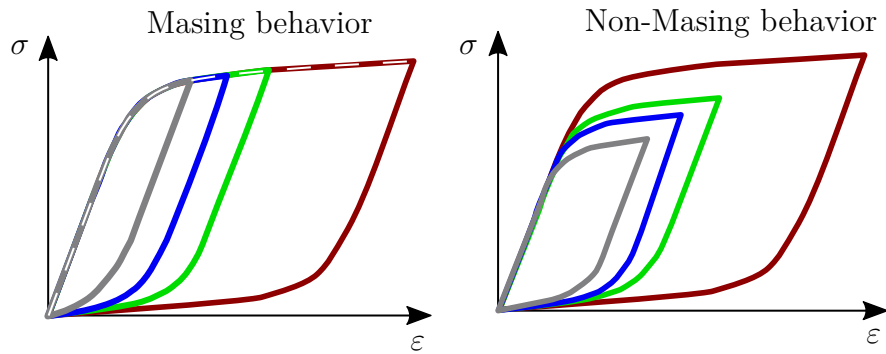 Masing behavior
σ
ε
Non-Masing behavior
σ
ε